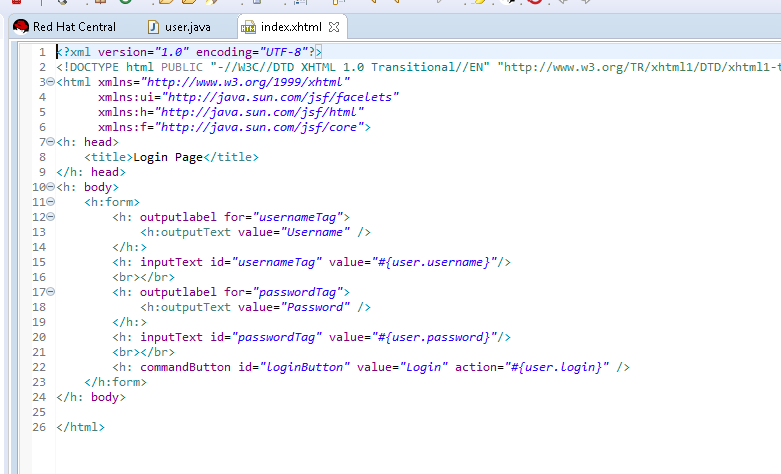 Red Hat Central user.java index.xhtml
1 <?xml version="1.0" encoding="UTF-8"?>
2 <!DOCTYPE html PUBLIC "-//W3C//DTD XHTML 1.0 Transitional//EN" "http://www.w3.org/TR/xhtml1/DTD/xhtml1-t
3 <html xmlns="http://www.w3.org/1999/xhtml"
4 xmlns:ui="http://java.sun.com/jsf/facelets"
5 xmlns:h="http://java.sun.com/jsf/html"
6 xmlns:f="http://java.sun.com/jsf/core">
7 <h: head>
8 <title>Login Page</title>
9 </h: head>
10 <h: body>
11 <h:form>
12 <h: outputlabel for="usernameTag">
13 <h:outputText value="Username" />
14 </h:>
15 <h: inputText id="usernameTag" value="#{user.username}"/>
16 <br></br>
17 <h: outputlabel for="passwordTag">
18 <h:outputText value="Password" />
19 </h:>
20 <h: inputText id="passwordTag" value="#{user.password}"/>
21 <br></br>
22 <h: commandButton id="loginButton" value="Login" action="#{user.login}" />
23 </h:form>
24 </h: body>
25
26 </html>